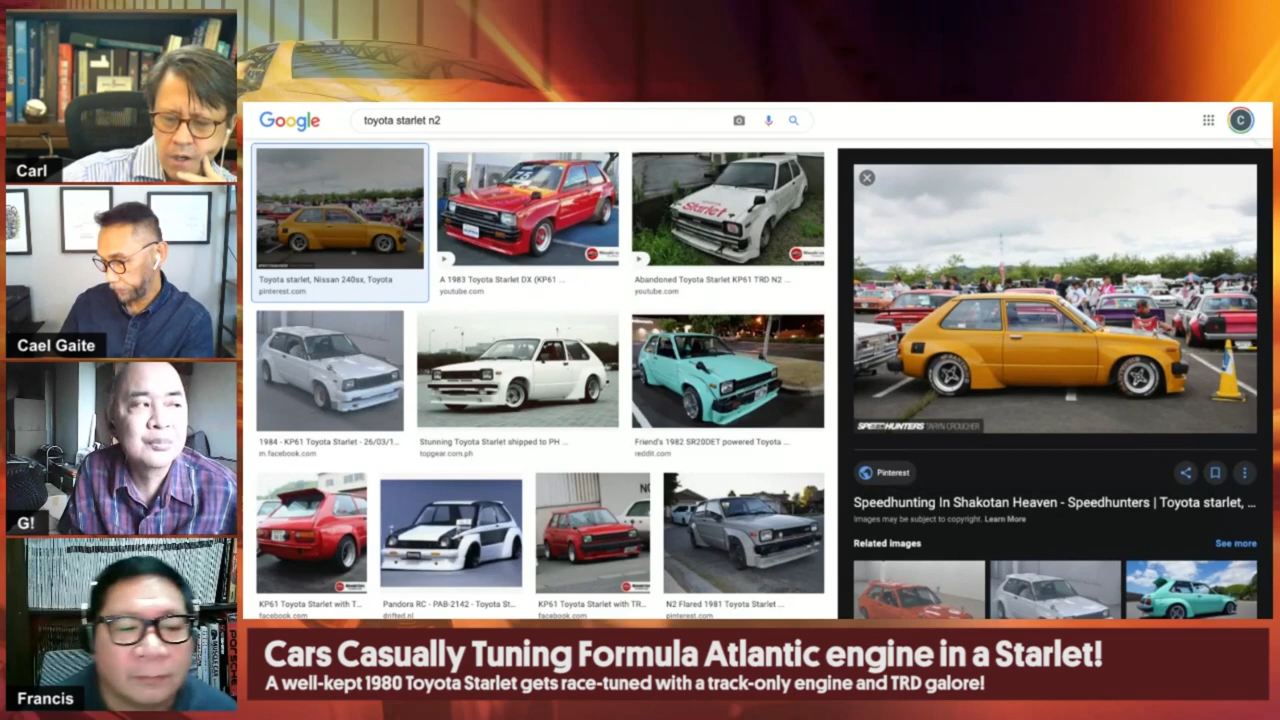 Google
toyota starlet n2
C
Carl
Cael Gaite
G!
Francis
Toyota starlet, Nissan 240sx, Toyota
pinterest.com
A 1983 Toyota Starlet DX (KP61 ...
youtube.com
Starlet
Abandoned Toyota Starlet KP61 TRD N2 ...
youtube.com
1984 - KP61 Toyota Starlet - 26/03/1...
m.facebook.com
Stunning Toyota Starlet shipped to PH ...
topgear.com.ph
Friend's 1982 SR20DET powered Toyota ...
reddit.com
KP61 Toyota Starlet with T...
facebook.com
Pandora RC - PAB-2142 - Toyota St...
drifted.nl
KP61 Toyota Starlet with TR...
facebook.com
N2 Flared 1981 Toyota Starlet ...
pinterest.com
SPEEDHUNTERS TARYN CROUCHER
Pinterest
Speedhunting In Shakotan Heaven - Speedhunters | Toyota starlet, ...
Images may be subject to copyright. Learn More
Related Images
See more
Cars Casually Tuning Formula Atlantic engine in a Starlet!
A well-kept 1980 Toyota Starlet gets race-tuned with a track-only engine and TRD galore!